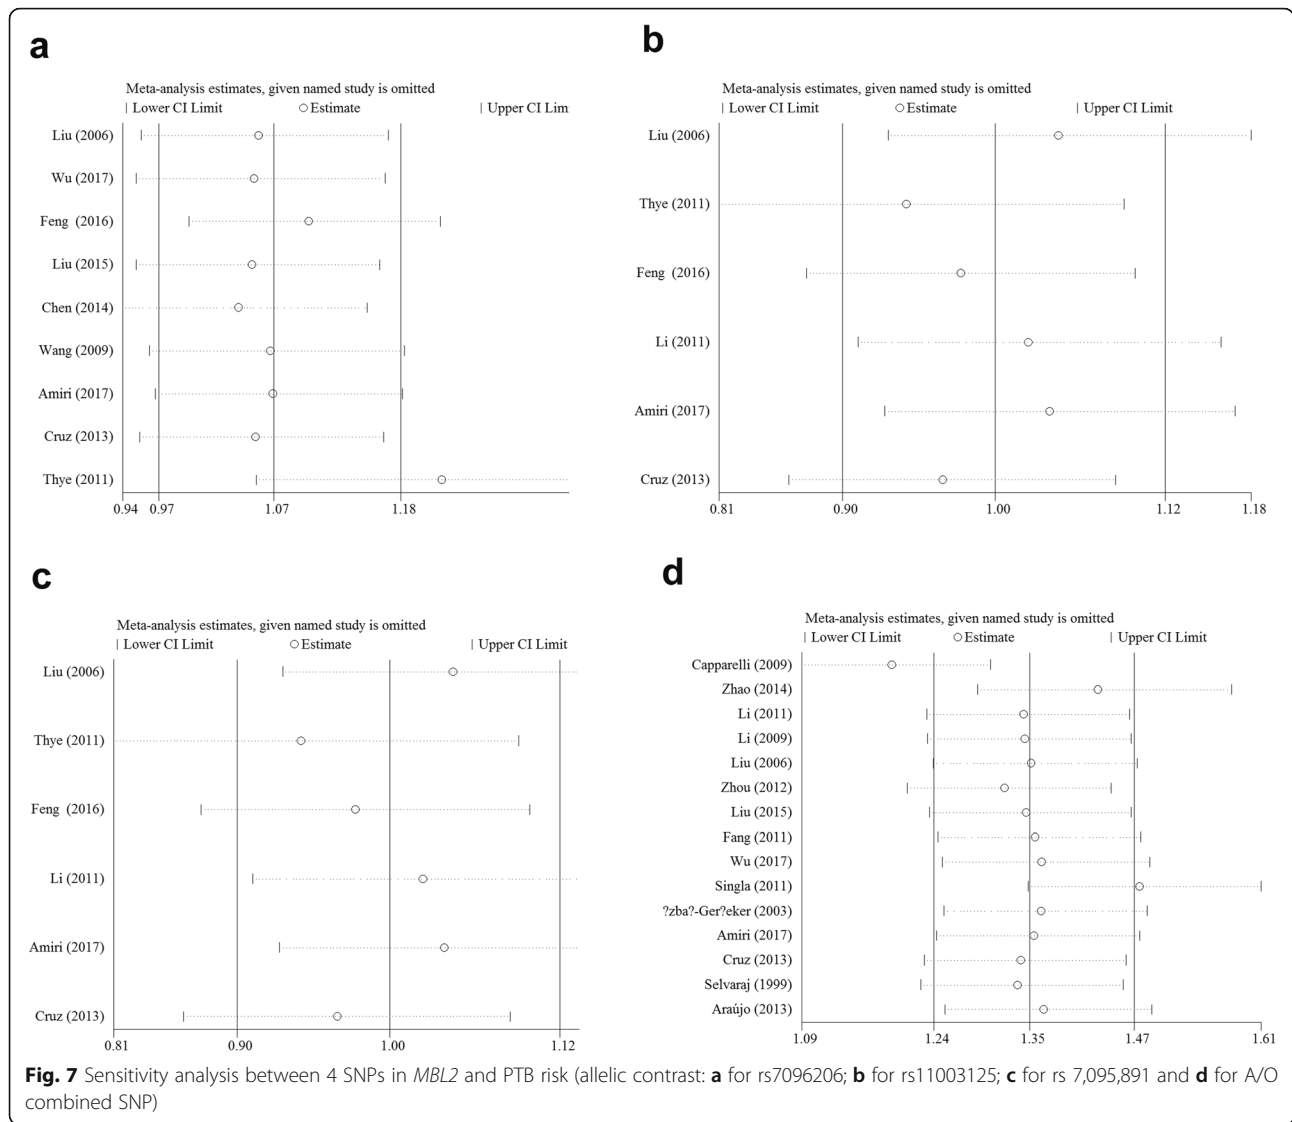 a
Meta-analysis estimates, given named study is omitted
Lower CI Limit Estimate Upper CI Lim
Liu (2006)
Wu (2017)
Feng (2016)
Liu (2015)
Chen (2014)
Wang (2009)
Amiri (2017)
Cruz (2013)
Thye (2011)
0.94 0.97 1.07 1.18
b
Meta-analysis estimates, given named study is omitted
Lower CI Limit Estimate Upper CI Limit
Liu (2006)
Thye (2011)
Feng (2016)
Li (2011)
Amiri (2017)
Cruz (2013)
0.81 0.90 1.00 1.12 1.18
c
Meta-analysis estimates, given named study is omitted
Lower CI Limit Estimate Upper CI Limit
Liu (2006)
Thye (2011)
Feng (2016)
Li (2011)
Amiri (2017)
Cruz (2013)
0.81 0.90 1.00 1.12
d
Meta-analysis estimates, given named study is omitted
Lower CI Limit Estimate Upper CI Limit
Capparelli (2009)
Zhao (2014)
Li (2011)
Li (2009)
Liu (2006)
Zhou (2012)
Liu (2015)
Fang (2011)
Wu (2017)
Singla (2011)
?zba?-Ger?eker (2003)
Amiri (2017)
Cruz (2013)
Selvaraj (1999)
Araújo (2013)
1.09 1.24 1.35 1.47 1.61
Fig. 7 Sensitivity analysis between 4 SNPs in MBL2 and PTB risk (allelic contrast: a for rs7096206; b for rs11003125; c for rs 7,095,891 and d for A/O
combined SNP)